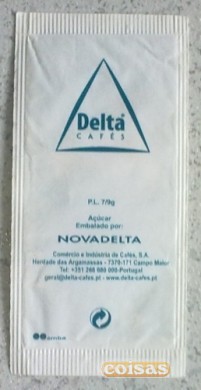 Delta
CAFÉS
P.L. 7/9g
Açúcar
Embalado por:
NOVADELTA
Comércio e Indústria de Cafés, S.A.
Herdade das Argamassas - 7370-171 Campo Maior
Tel: +351 268 680 000-Portugal
geral@delta-cafes.pt - www.delta-cafes.pt
coisas